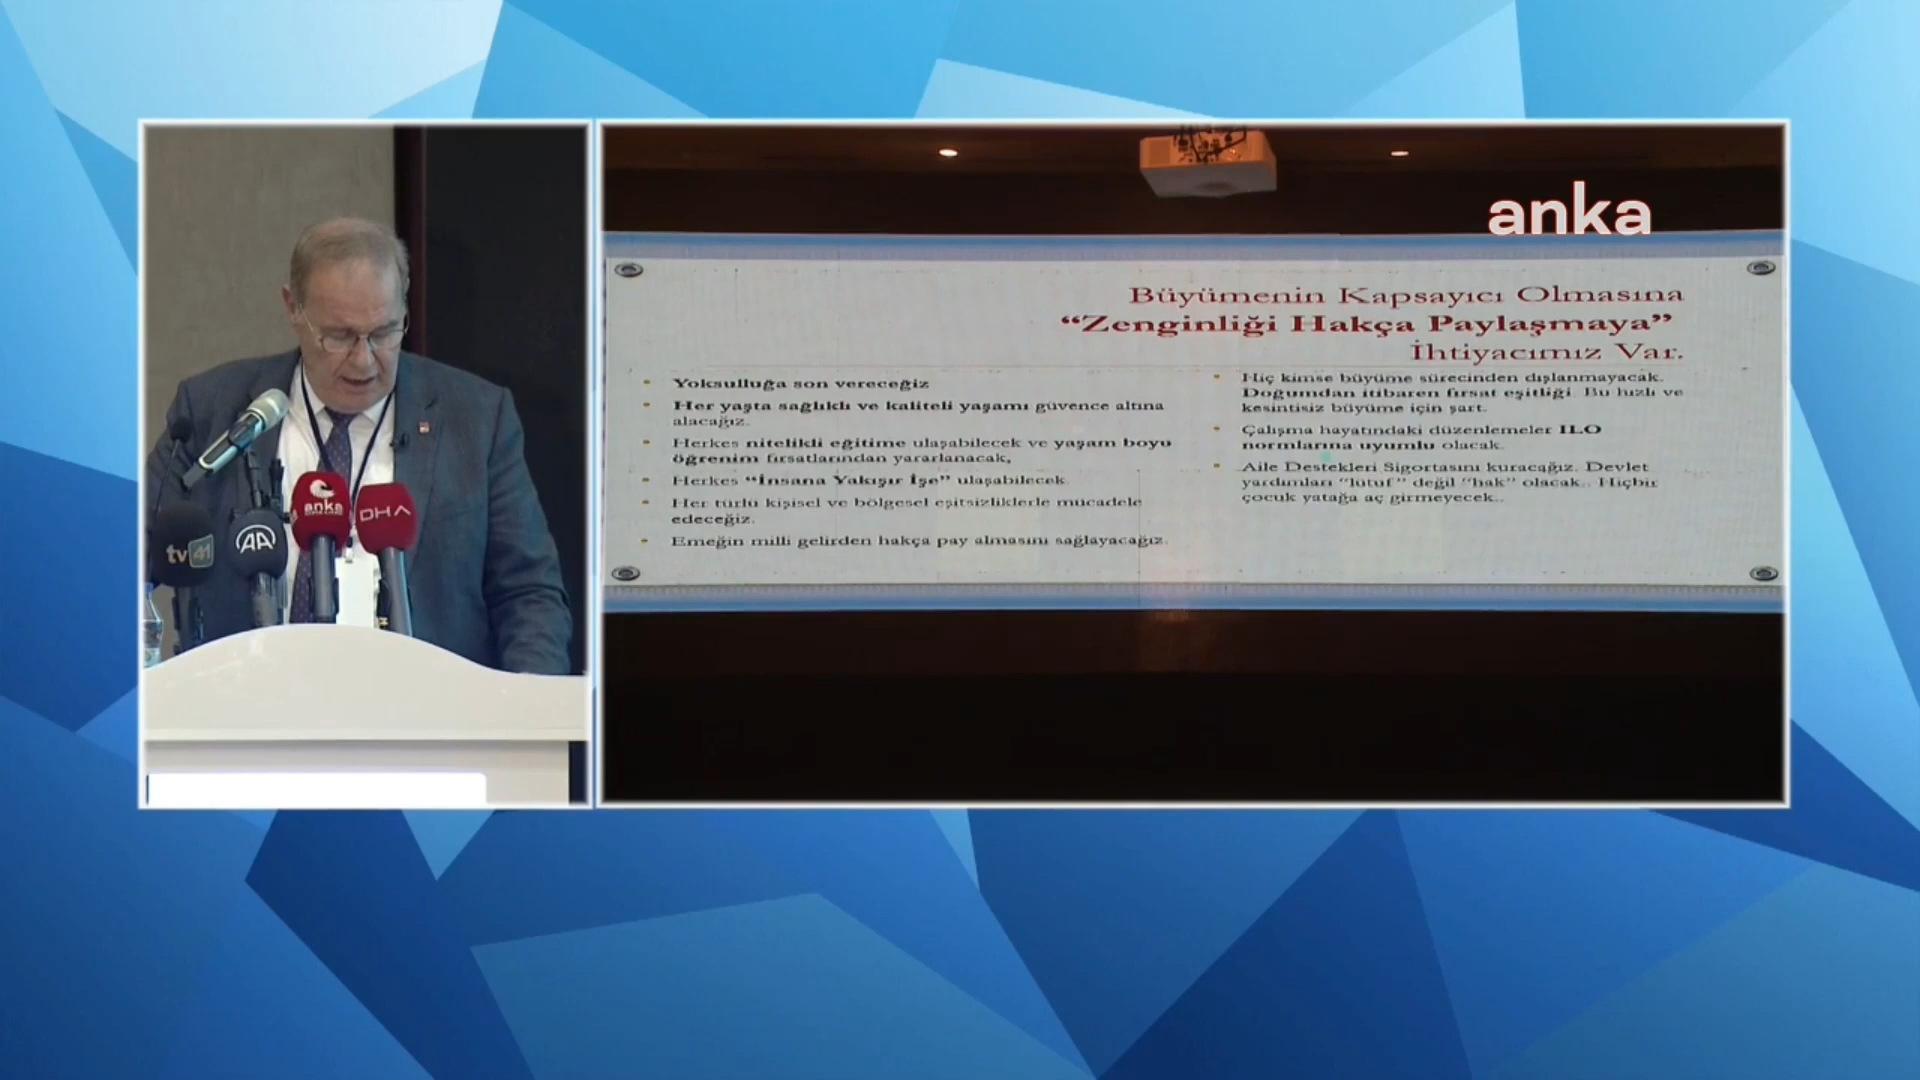 anka
Büyümenin Kapsayıcı Olmasına
“Zenginliği Hakça Paylaşmaya”
İhtiyacımız Var.
• Yoksulluğa son vereceğiz
• Her yaşta sağlıklı ve kaliteli yaşamı güvence altına
alacağız.
• Herkes nitelikli eğitime ulaşabilecek ve yaşam boyu
öğrenim fırsatlarından yararlanacak,
• Herkes “İnsana Yakışır İşe” ulaşabilecek.
• Her türlü kişisel ve bölgesel eşitsizliklerle mücadele
edeceğiz.
• Emeğin milli gelirden hakça pay almasını sağlayacağız.
• Hiç kimse büyüme sürecinden dışlanmayacak.
Doğumdan itibaren fırsat eşitliği. Bu hızlı ve
kesintisiz büyüme için şart.
• Çalışma hayatındaki düzenlemeler ILO
normlarına uyumlu olacak.
• Aile Destekleri Sigortasını kuracağız. Devlet
yardımları “lütuf” değil “hak” olacak.. Hiçbir
çocuk yatağa aç girmeyecek..
tv41
AA
anka
DHA